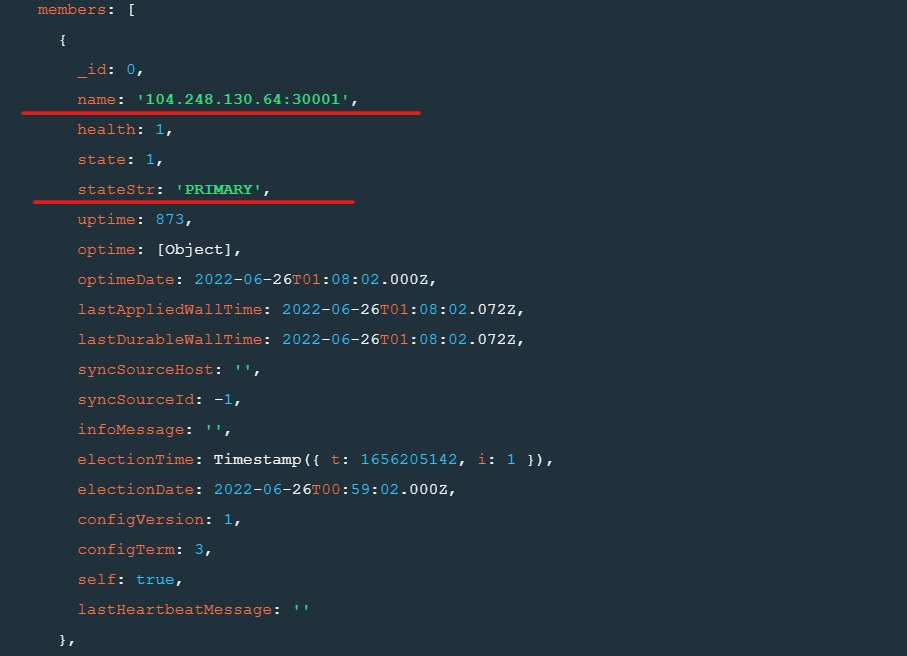 members: [
{
_id: 0,
name: '104.248.130.64:30001',
health: 1,
state: 1,
stateStr: 'PRIMARY',
uptime: 873,
optime: [Object],
optimeDate: 2022-06-26T01:08:02.000Z,
lastAppliedWallTime: 2022-06-26T01:08:02.072Z,
lastDurableWallTime: 2022-06-26T01:08:02.072Z,
syncSourceHost: '',
syncSourceId: -1,
infoMessage: '',
electionTime: Timestamp({ t: 1656205142, i: 1 }),
electionDate: 2022-06-26T00:59:02.000Z,
configVersion: 1,
configTerm: 3,
self: true,
lastHeartbeatMessage: ''
},